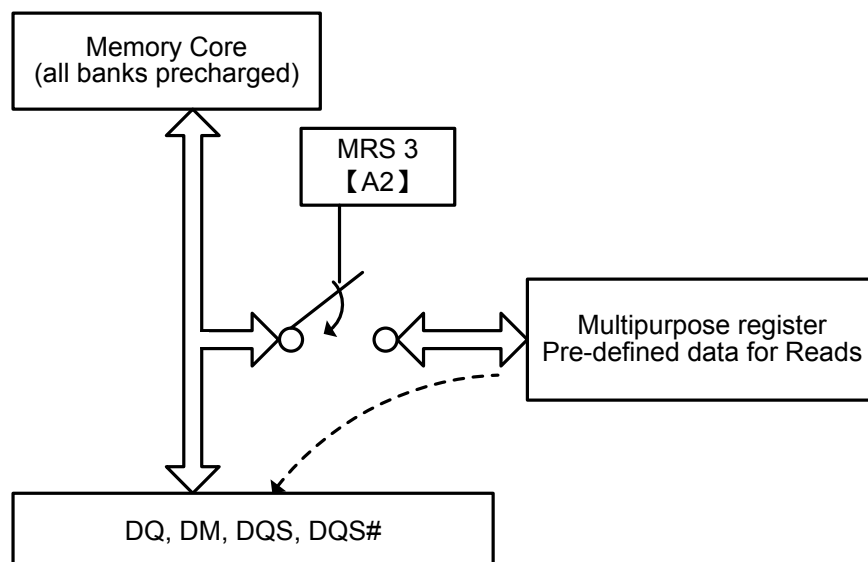 Memory Core
(all banks precharged)
MRS 3
【A2】
Multipurpose register
Pre-defined data for Reads
DQ, DM, DQS, DQS#